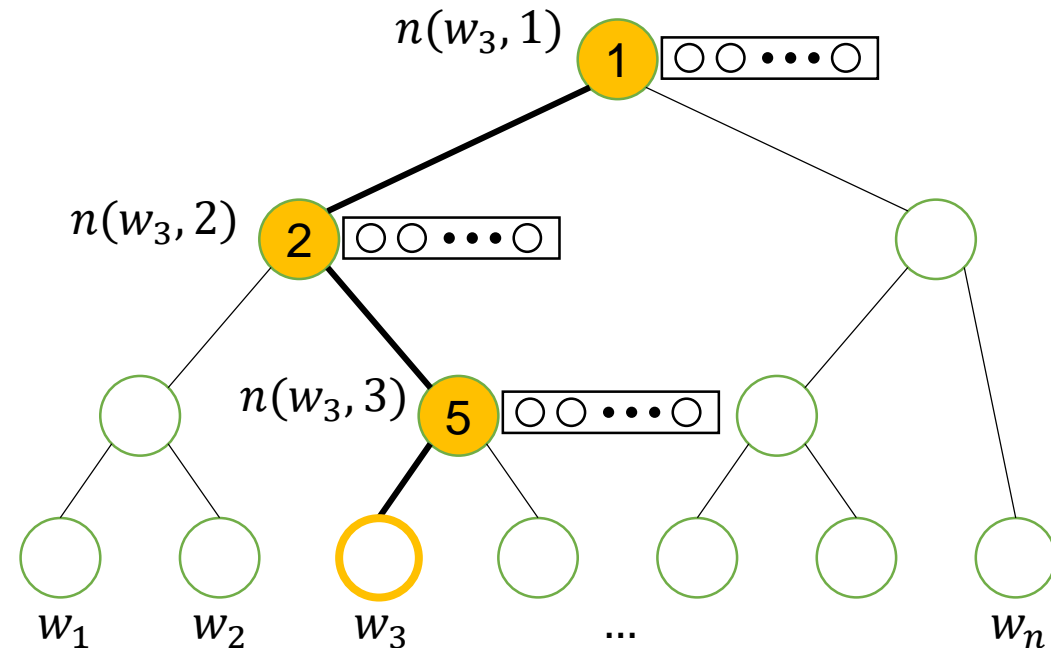 n(w₃, 1)
1
n(w₃, 2)
2
n(w₃, 3)
5
w₁ w₂ w₃ ... wₙ